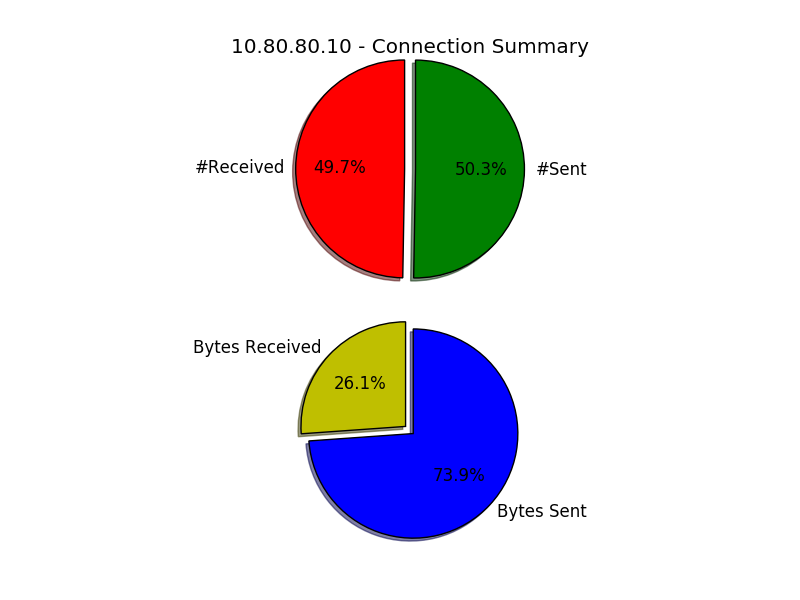 10.80.80.10 - Connection Summary
#Received
49.7%
50.3%
#Sent
Bytes Received
26.1%
73.9%
Bytes Sent